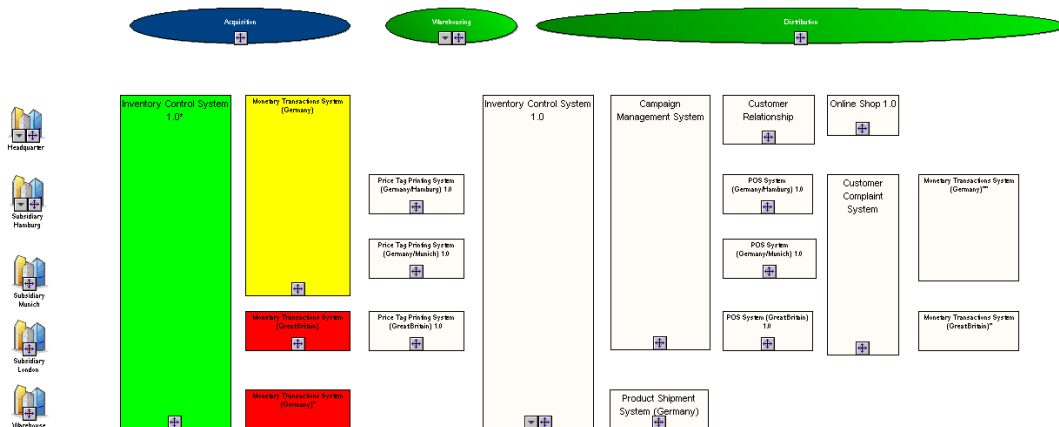 Acquisition
Warehousing
Distribution
Headquarter
Inventory Control System
1.0*
Monetary Transactions System
(Germany)
Inventory Control System
1.0
Campaign
Management System
Customer
Relationship
Online Shop 1.0
Subsidiary
Hamburg
Price Tag Printing System
(Germany/Hamburg) 1.0
POS System
(Germany/Hamburg) 1.0
Customer
Complaint
System
Monetary Transactions System
(Germany)***
Subsidiary
Munich
Price Tag Printing System
(Germany/Munich) 1.0
POS System
(Germany/Munich) 1.0
Subsidiary
London
Monetary Transactions System
(GreatBritain)
Price Tag Printing System
(GreatBritain) 1.0
POS System (GreatBritain)
1.0
Monetary Transactions System
(GreatBritain)*
Warehouse
Monetary Transactions System
(Germany)*
Product Shipment
System (Germany)